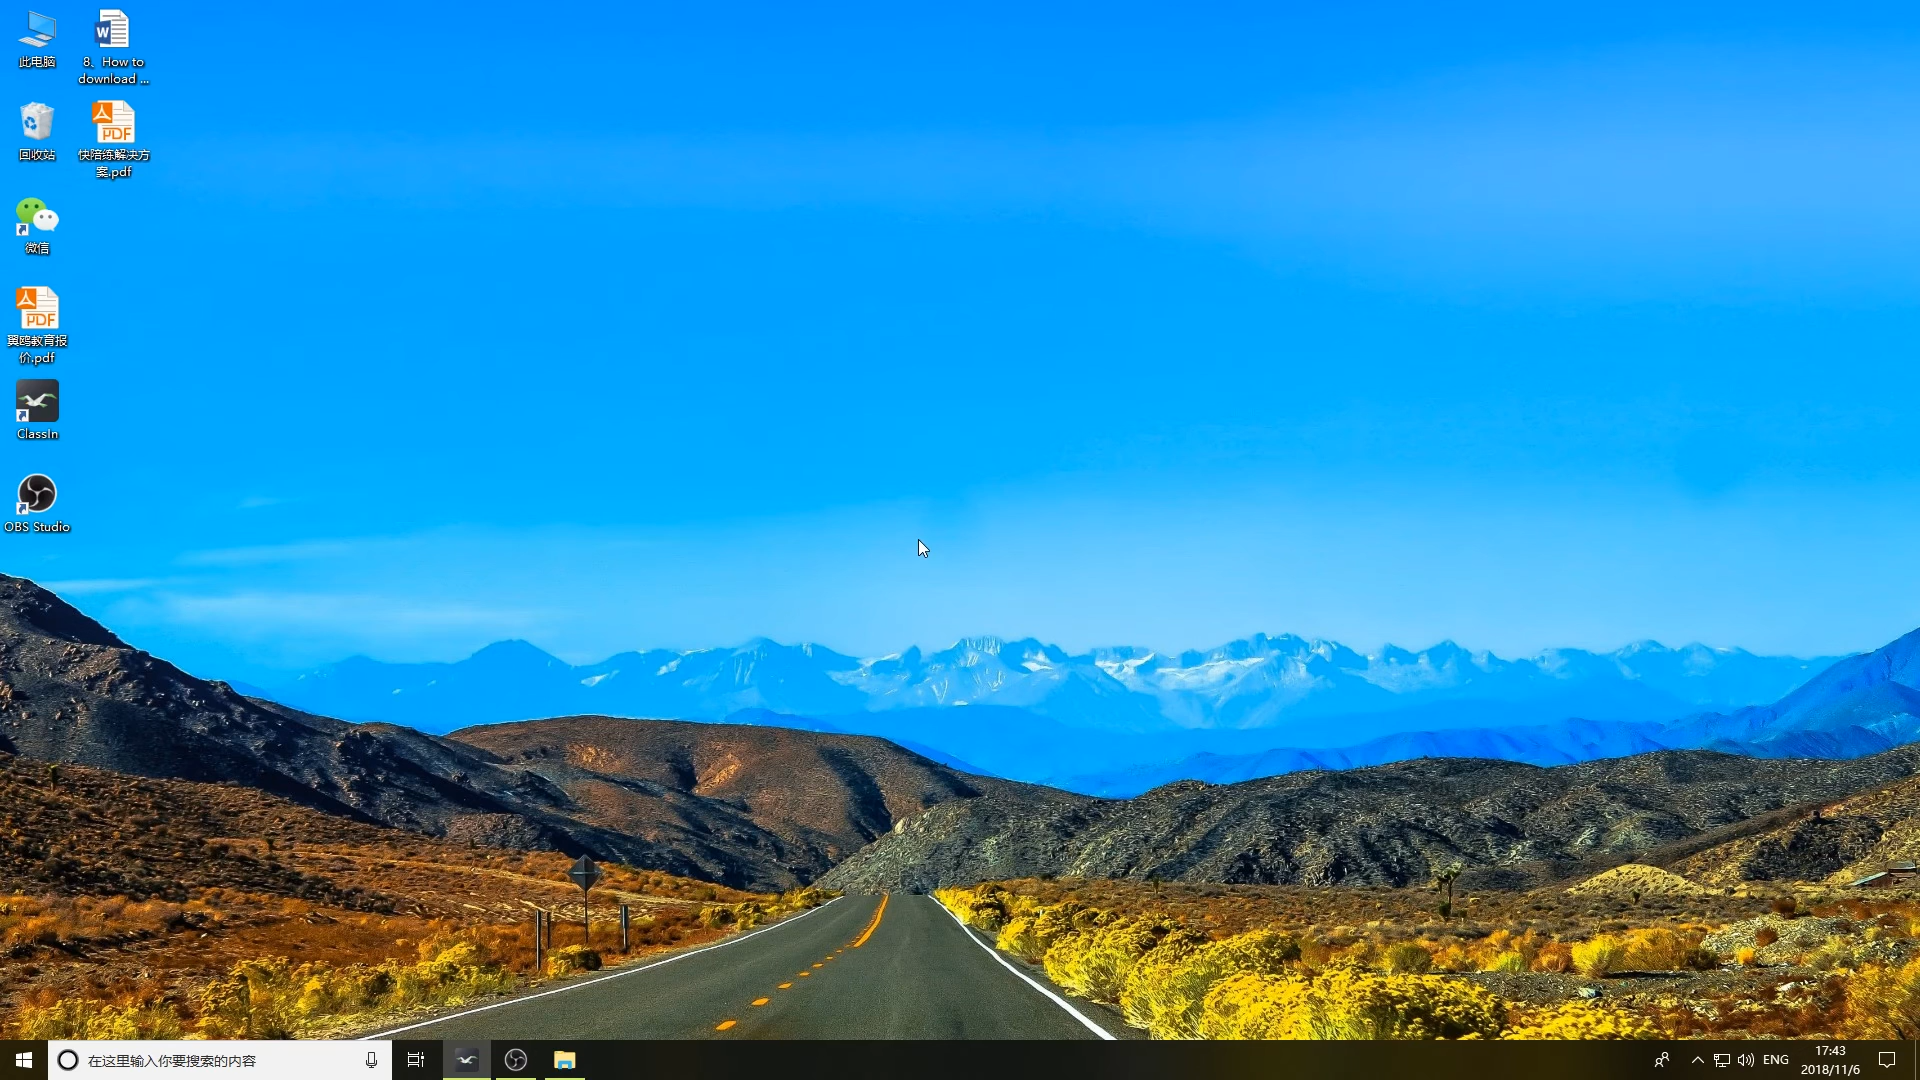 此电脑
8、How to
download ...
回收站
PDF
快陪练解决方
案.pdf
微信
PDF
翼鸥教育报
价.pdf
ClassIn
OBS Studio
在这里输入你要搜索的内容
ENG
17:43
2018/11/6
W